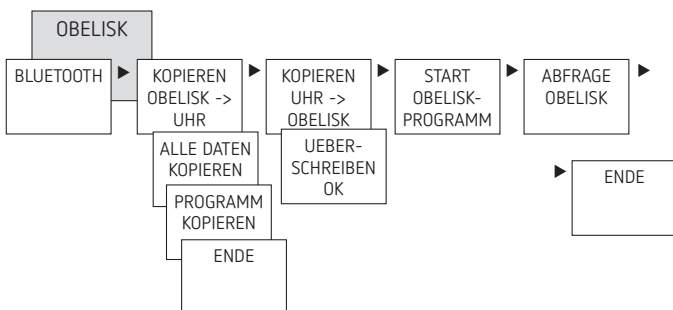 OBELISK
BLUETOOTH
KOPIEREN
OBELISK ->
UHR
ALLE DATEN
KOPIEREN
PROGRAMM
KOPIEREN
ENDE
KOPIEREN
UHR ->
OBELISK
UEBER-
SCHREIBEN
OK
START
OBELISK-
PROGRAMM
ABFRAGE
OBELISK
ENDE